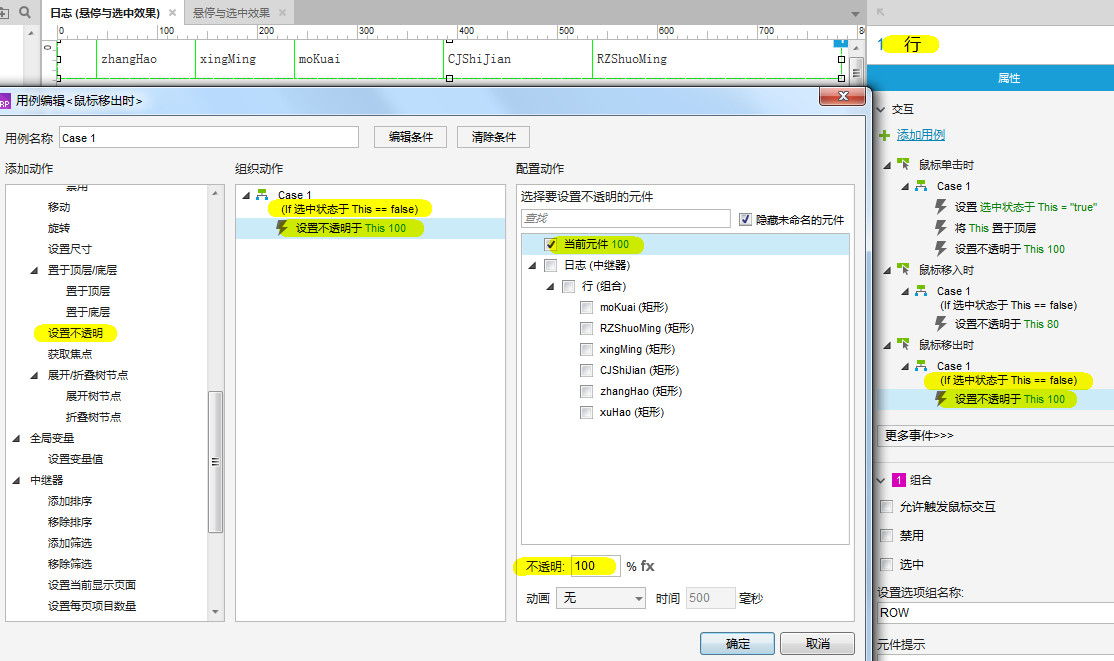 日志 (悬停与选中效果)
悬停与选中效果
0 100 200 300 400 500 600 700
0
zhangHao xingMing moKuai CJShiJian RZShuoMing
1 行
属性
RP 用例编辑<鼠标移出时>
用例名称 Case 1
编辑条件 清除条件
添加动作
禁用
移动
旋转
设置尺寸
置于顶层/底层
置于顶层
置于底层
设置不透明
获取焦点
展开/折叠树节点
展开树节点
折叠树节点
全局变量
设置变量值
中继器
添加排序
移除排序
添加筛选
移除筛选
设置当前显示页面
设置每页项目数量
组织动作
Case 1
(If 选中状态于 This == false)
设置不透明于 This 100
配置动作
选择要设置不透明的元件
查找
隐藏未命名的元件
当前元件 100
日志 (中继器)
行 (组合)
moKuai (矩形)
RZShuoMing (矩形)
xingMing (矩形)
CJShiJian (矩形)
zhangHao (矩形)
xuHao (矩形)
不透明: 100 % fx
动画 无 时间 500 毫秒
确定 取消
交互
添加用例
鼠标单击时
Case 1
设置 选中状态于 This = "true"
将 This 置于顶层
设置不透明于 This 100
鼠标移入时
Case 1
(If 选中状态于 This == false)
设置不透明于 This 80
鼠标移出时
Case 1
(If 选中状态于 This == false)
设置不透明于 This 100
更多事件>>>
1 组合
允许触发鼠标交互
禁用
选中
设置选项组名称:
ROW
元件提示